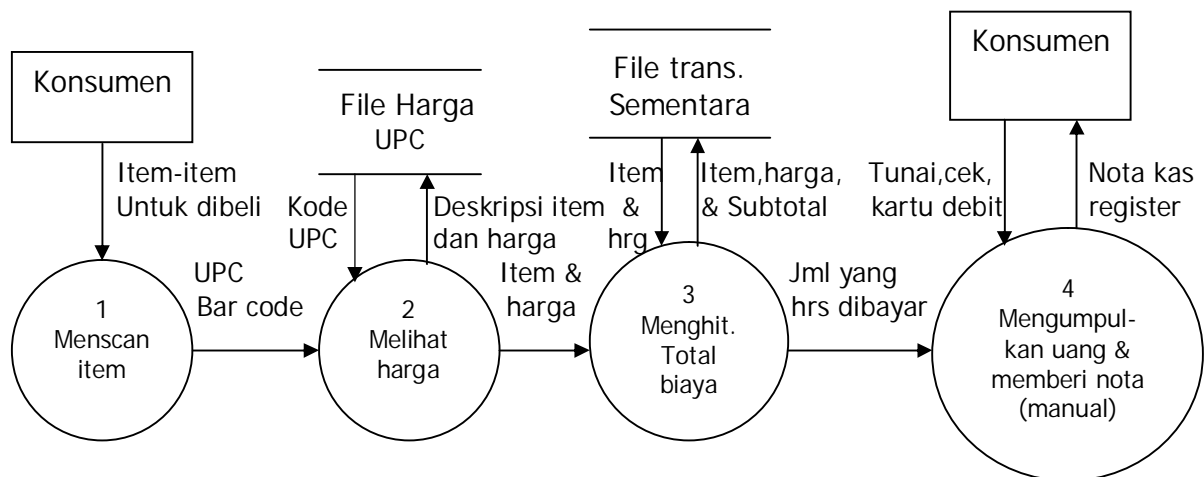 Konsumen
File Harga
UPC
File trans.
Sementara
Konsumen
Item-item
Untuk dibeli
Kode
UPC
Deskripsi item
dan harga
Item
&
hrg
Item,harga,
& Subtotal
Tunai,cek,
kartu debit
Nota kas
register
1
Menscan
item
UPC
Bar code
2
Melihat
harga
Item &
harga
3
Menghit.
Total
biaya
Jml yang
hrs dibayar
4
Mengumpul-
kan uang &
memberi nota
(manual)